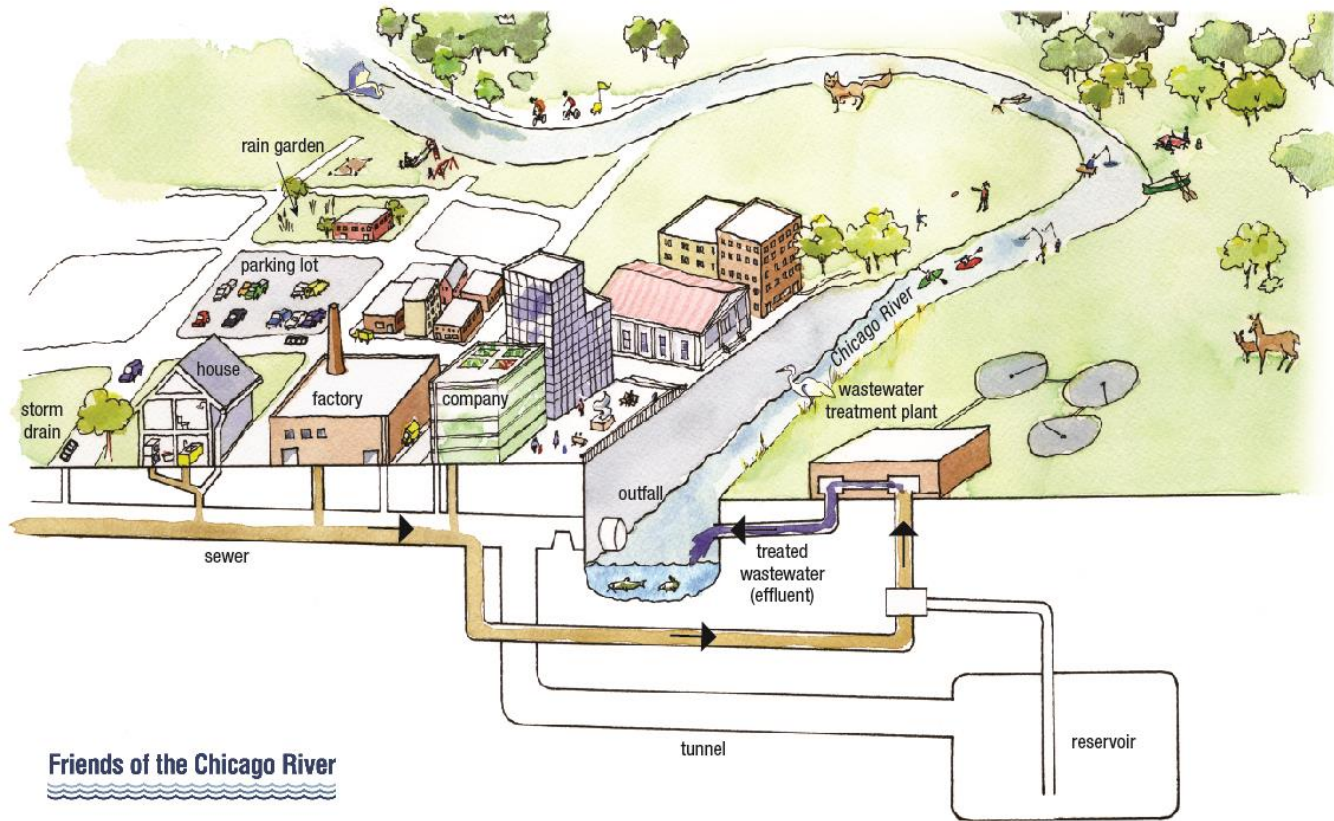 rain garden
parking lot
house
storm
drain
factory
company
Chicago River
wastewater
treatment plant
outfall
sewer
treated
wastewater
(effluent)
tunnel
reservoir
Friends of the Chicago River